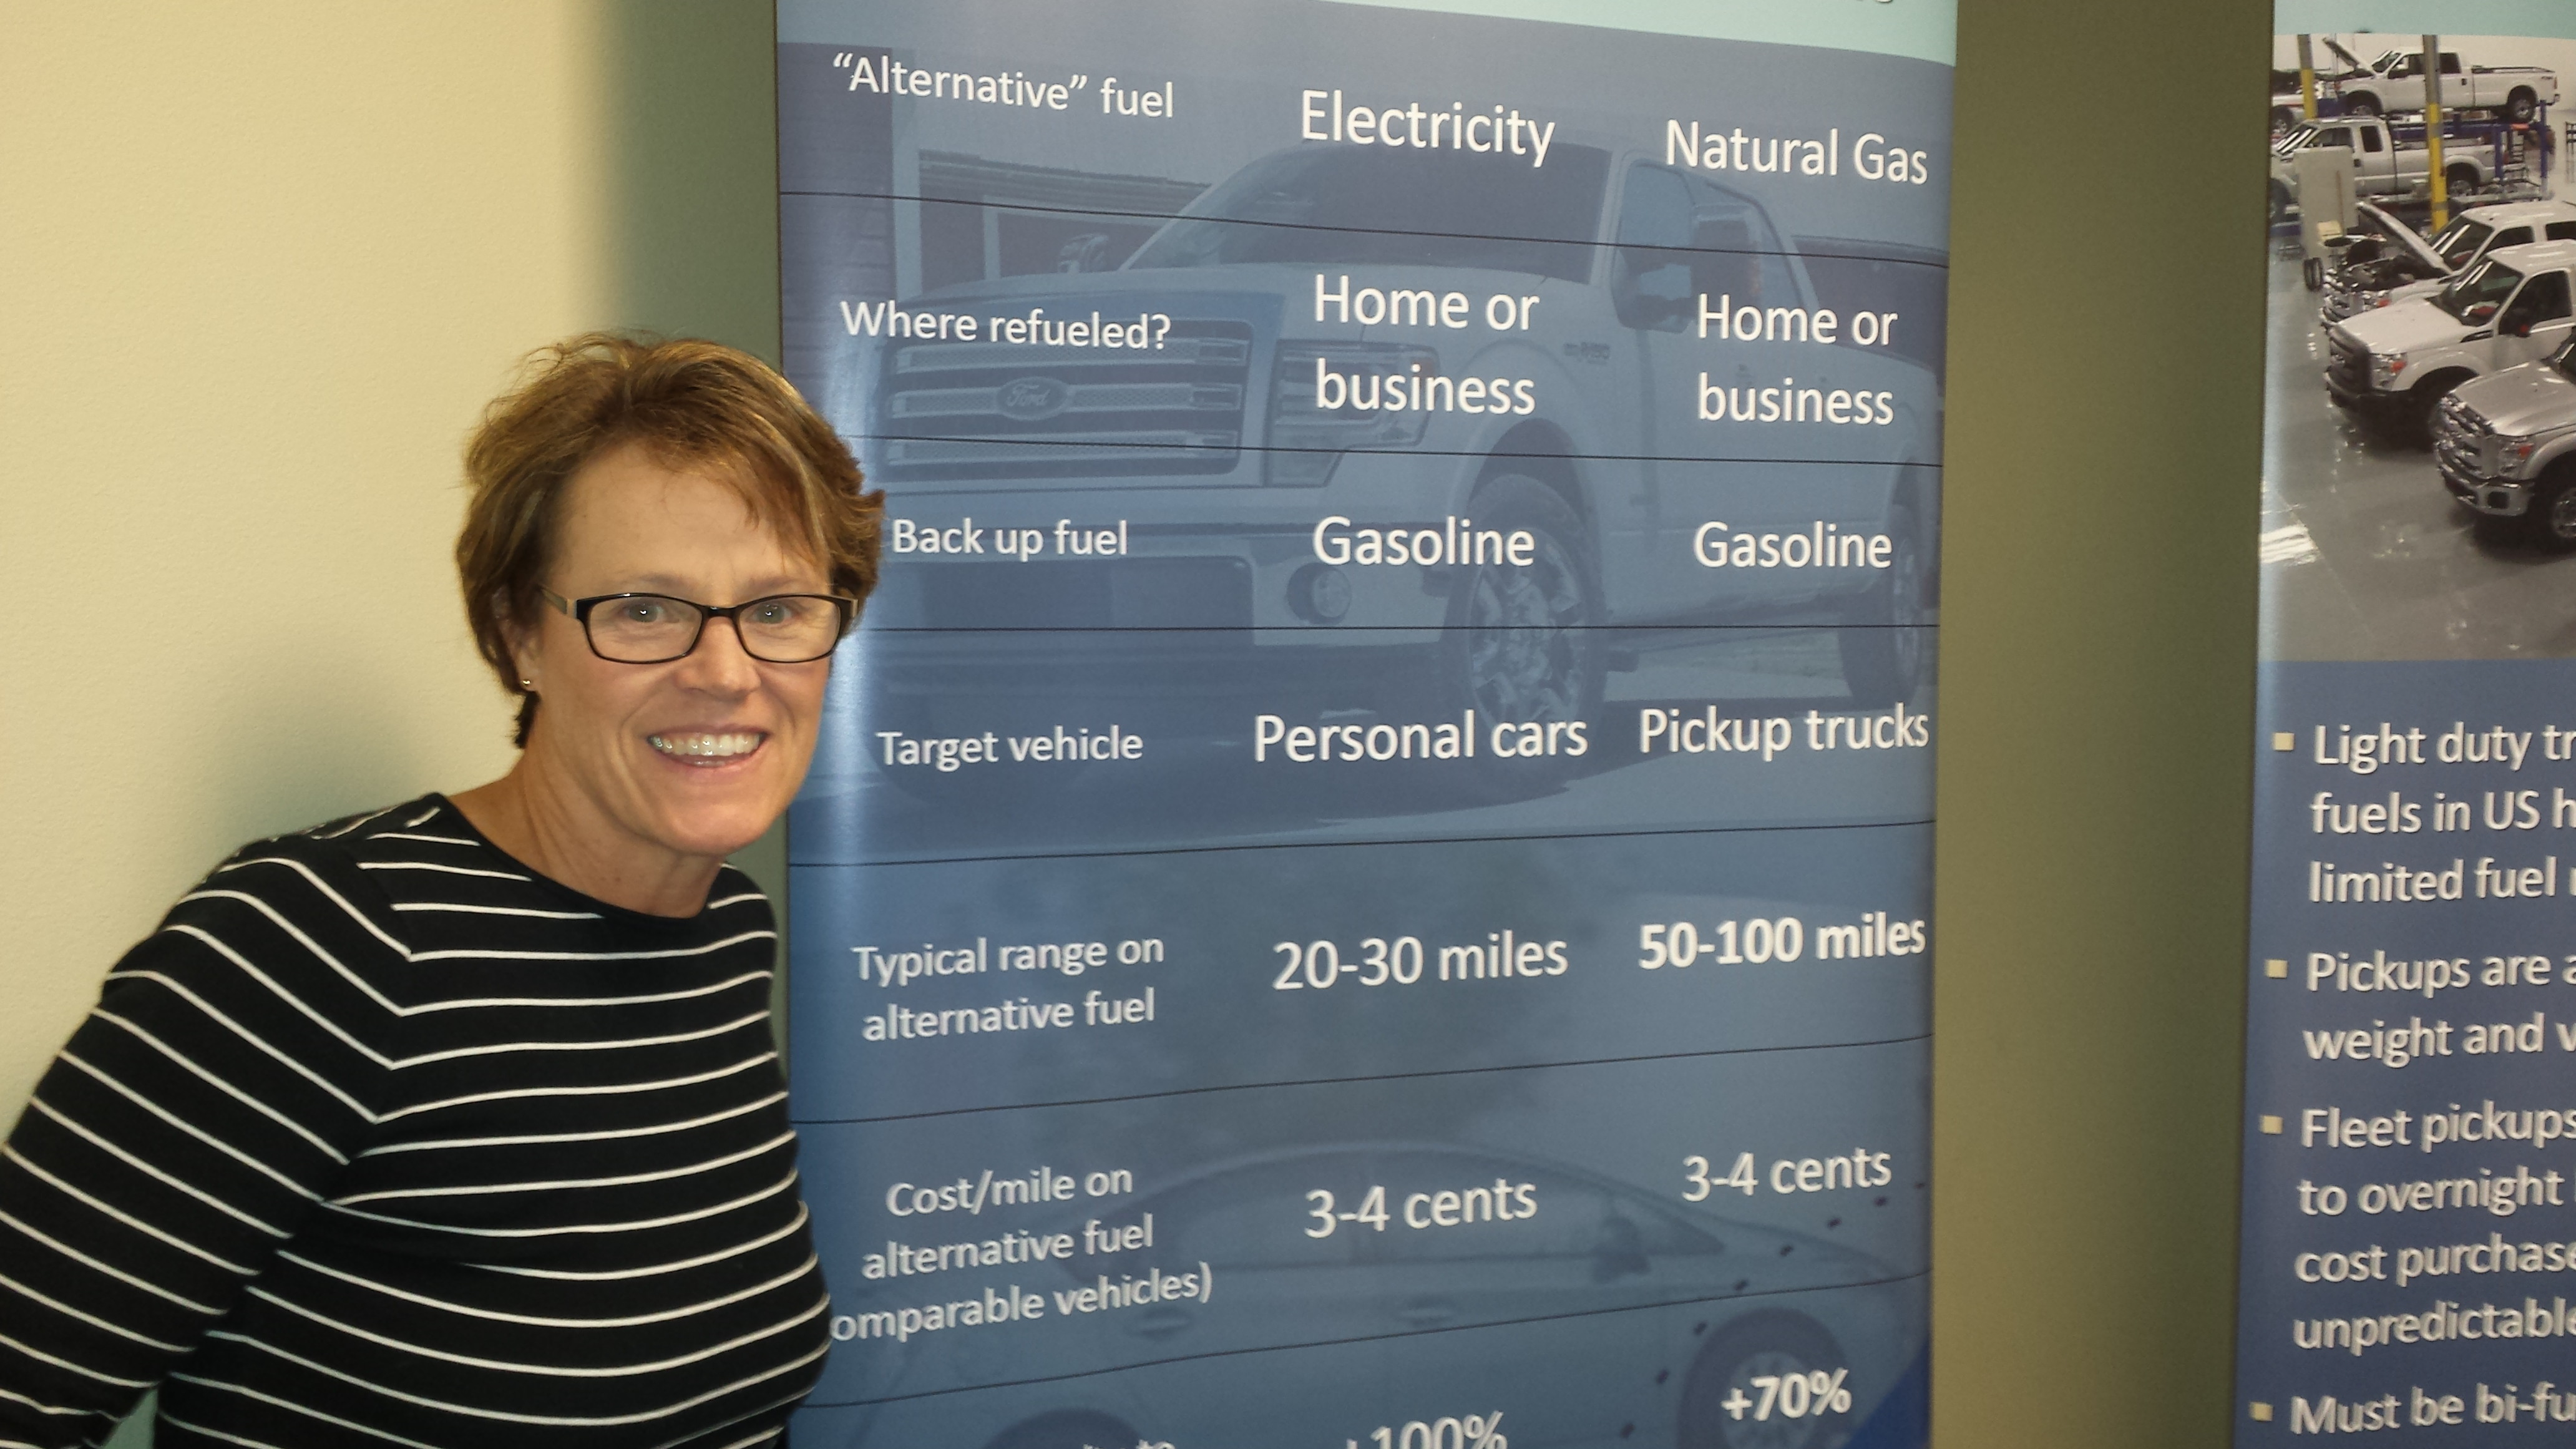 "Alternative" fuel
Electricity
Natural Gas
Where refueled?
Home or
business
Home or
business
Ford
Back up fuel
Gasoline
Gasoline
Target vehicle
Personal cars
Pickup trucks
Typical range on
alternative fuel
20-30 miles
50-100 miles
Cost/mile on
alternative fuel
omparable vehicles)
3-4 cents
3-4 cents
+100%
+70%
▪ Light duty tr
fuels in US h
limited fuel
▪ Pickups are a
weight and v
▪ Fleet pickups
to overnight
cost purchase
unpredictable
▪ Must be bi-fu